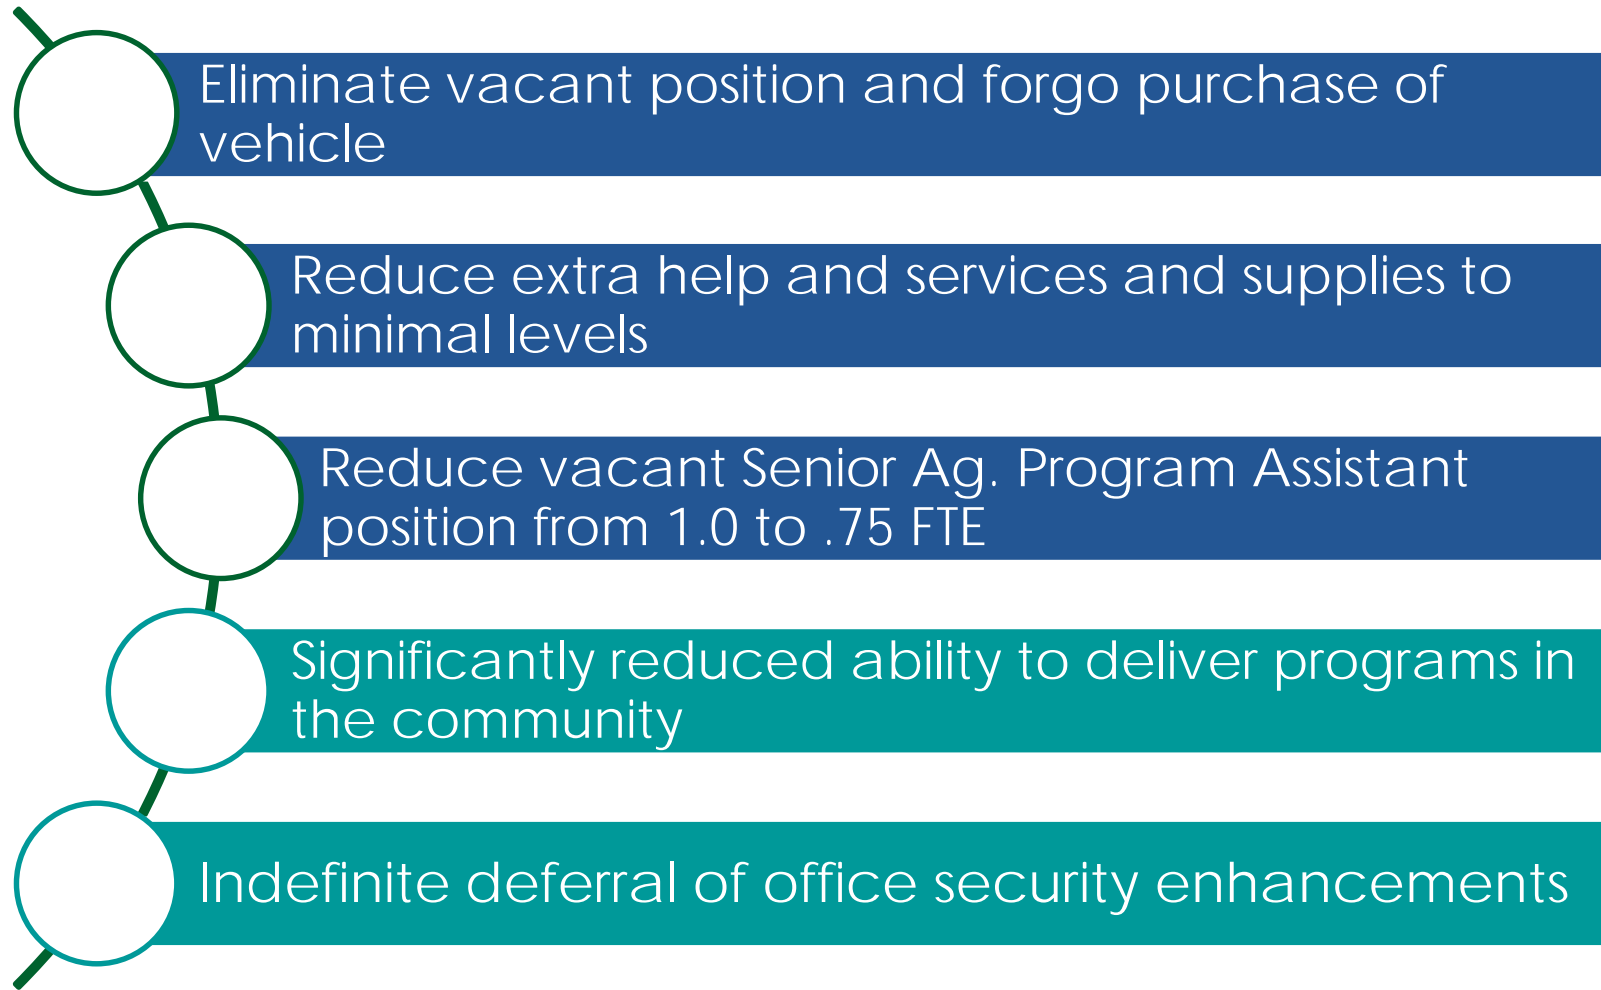 Eliminate vacant position and forgo purchase of
vehicle
Reduce extra help and services and supplies to
minimal levels
Reduce vacant Senior Ag. Program Assistant
position from 1.0 to .75 FTE
Significantly reduced ability to deliver programs in
the community
Indefinite deferral of office security enhancements